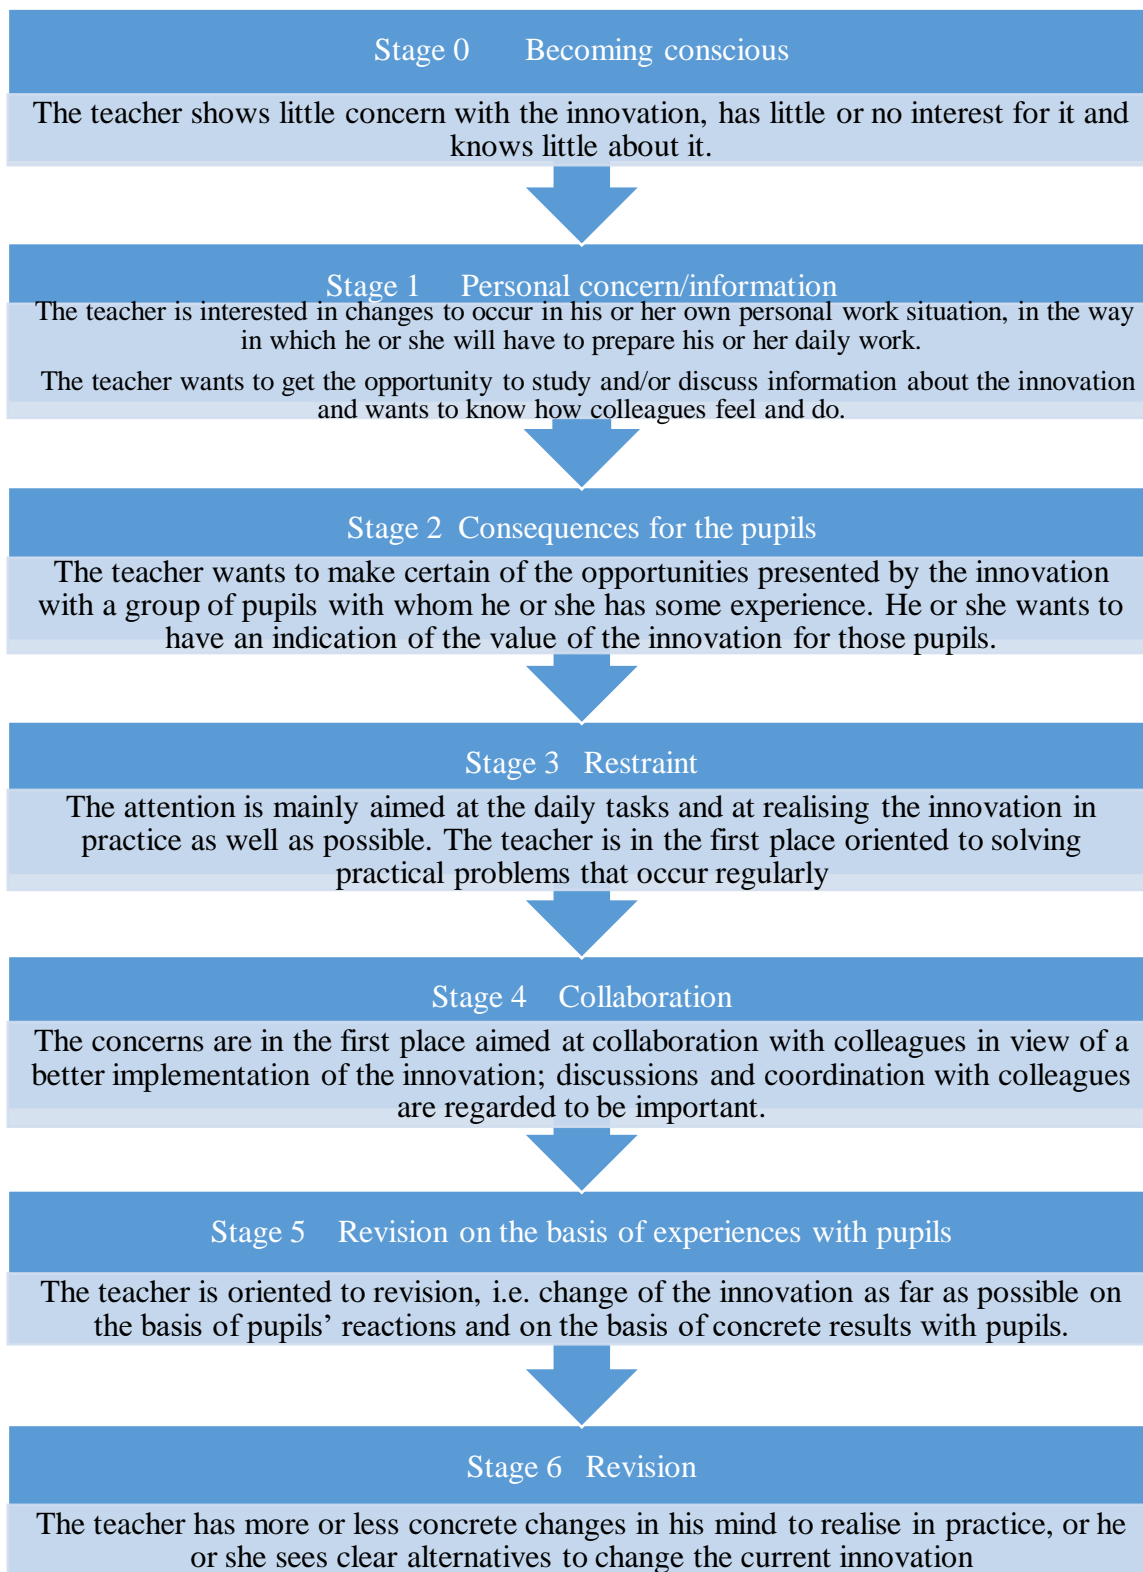 Stage 0 Becoming conscious
The teacher shows little concern with the innovation, has little or no interest for it and
knows little about it.
Stage 1 Personal concern/information
The teacher is interested in changes to occur in his or her own personal work situation, in the way
in which he or she will have to prepare his or her daily work.
The teacher wants to get the opportunity to study and/or discuss information about the innovation
and wants to know how colleagues feel and do.
Stage 2 Consequences for the pupils
The teacher wants to make certain of the opportunities presented by the innovation
with a group of pupils with whom he or she has some experience. He or she wants to
have an indication of the value of the innovation for those pupils.
Stage 3 Restraint
The attention is mainly aimed at the daily tasks and at realising the innovation in
practice as well as possible. The teacher is in the first place oriented to solving
practical problems that occur regularly
Stage 4 Collaboration
The concerns are in the first place aimed at collaboration with colleagues in view of a
better implementation of the innovation; discussions and coordination with colleagues
are regarded to be important.
Stage 5 Revision on the basis of experiences with pupils
The teacher is oriented to revision, i.e. change of the innovation as far as possible on
the basis of pupils’ reactions and on the basis of concrete results with pupils.
Stage 6 Revision
The teacher has more or less concrete changes in his mind to realise in practice, or he
or she sees clear alternatives to change the current innovation